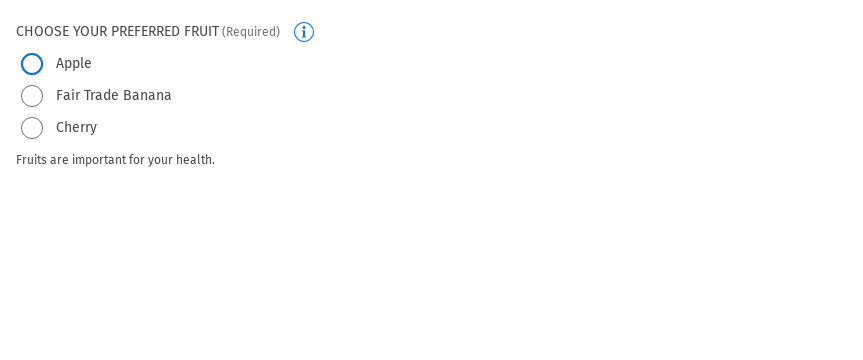 CHOOSE YOUR PREFERRED FRUIT (Required)
Apple
Fair Trade Banana
Cherry
Fruits are important for your health.